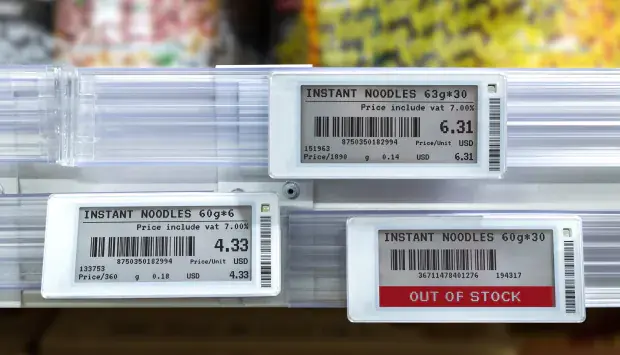 INSTANT NOODLES 63g*30
Price include vat 7.00%
6.31
8750350182994 Price/Unit USD
151963
Price/1890 g 0.14 USD 6.31
INSTANT NOODLES 60g*6
Price include vat 7.00%
4.33
8750350182994 Price/Unit USD
133753
Price/360 g 0.18 USD 4.33
INSTANT NOODLES 60g*30
36711478401276 194317
OUT OF STOCK